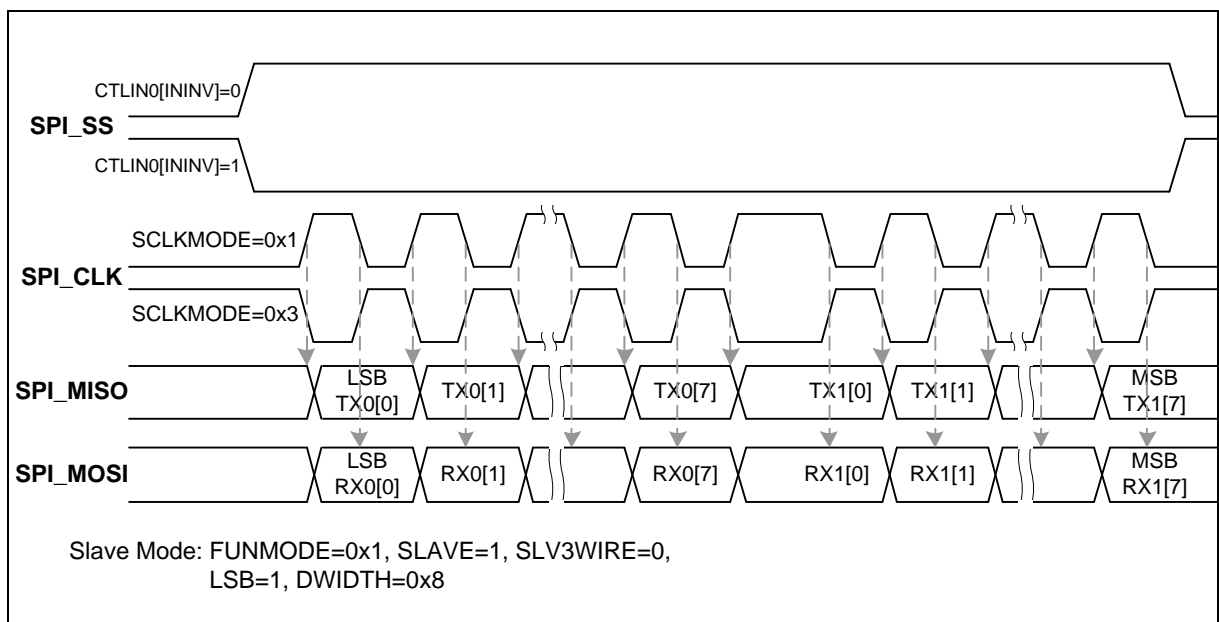 CTLIN0[ININV]=0
SPI_SS
CTLIN0[ININV]=1
SCLKMODE=0x1
SPI_CLK
SCLKMODE=0x3
SPI_MISO
LSB
TX0[0]
TX0[1]
TX0[7]
TX1[0]
TX1[1]
MSB
TX1[7]
SPI_MOSI
LSB
RX0[0]
RX0[1]
RX0[7]
RX1[0]
RX1[1]
MSB
RX1[7]
Slave Mode: FUNMODE=0x1, SLAVE=1, SLV3WIRE=0,
LSB=1, DWIDTH=0x8